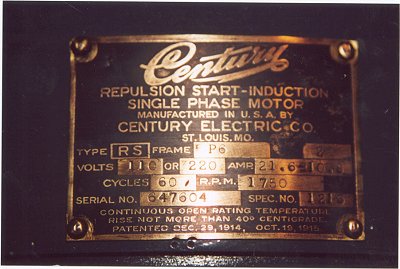 Century
REPULSION START-INDUCTION
SINGLE PHASE MOTOR
MANUFACTURED IN U.S.A. BY
CENTURY ELECTRIC CO.
ST. LOUIS, MO.
TYPE RS FRAME P6
VOLTS 110 OR 220 AMP.
CYCLES 60 R.P.M. 1750
SERIAL NO. 647604 SPEC. NO.
CONTINUOUS OPEN RATING TEMPERATURE
RISE NOT MORE THAN 40° CENTIGRADE.
PATENTED DEC. 29, 1914, OCT. 19, 1915.